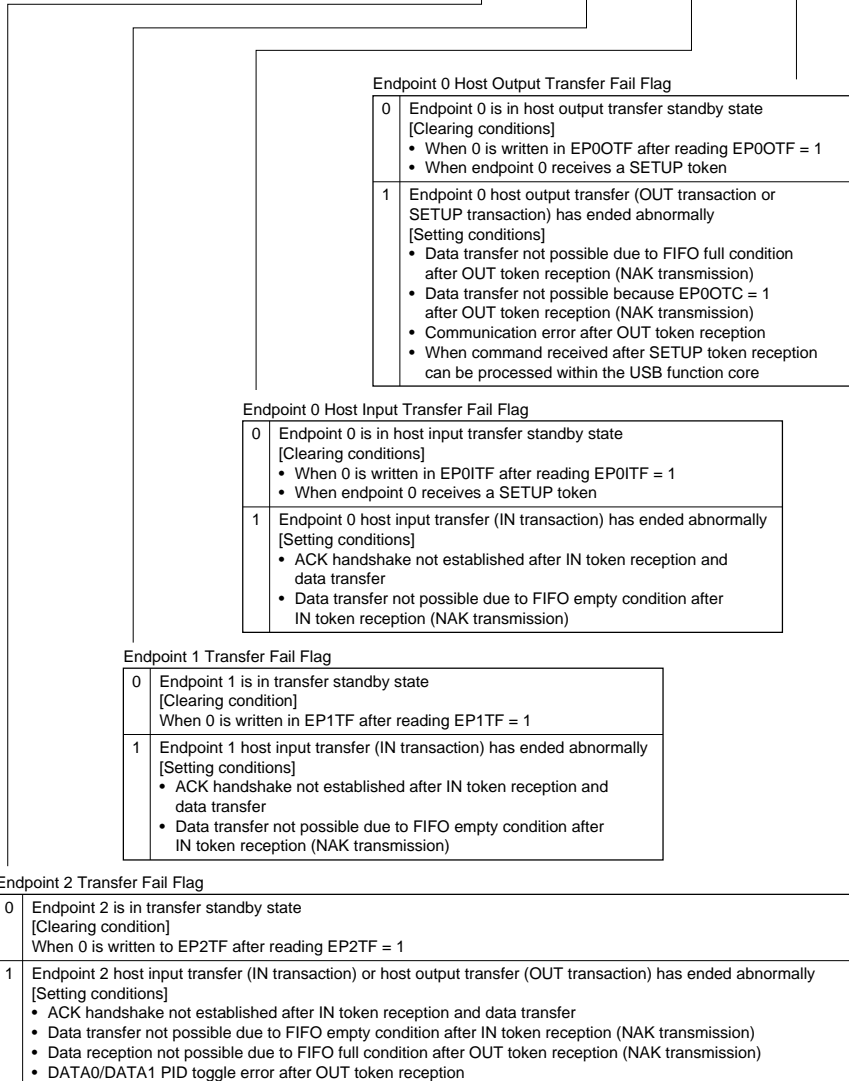 Endpoint 0 Host Output Transfer Fail Flag
0 Endpoint 0 is in host output transfer standby state
[Clearing conditions]
• When 0 is written in EP0OTF after reading EP0OTF = 1
• When endpoint 0 receives a SETUP token
1 Endpoint 0 host output transfer (OUT transaction or
SETUP transaction) has ended abnormally
[Setting conditions]
• Data transfer not possible due to FIFO full condition
after OUT token reception (NAK transmission)
• Data transfer not possible because EP0OTC = 1
after OUT token reception (NAK transmission)
• Communication error after OUT token reception
• When command received after SETUP token reception
can be processed within the USB function core
Endpoint 0 Host Input Transfer Fail Flag
0 Endpoint 0 is in host input transfer standby state
[Clearing conditions]
• When 0 is written in EP0ITF after reading EP0ITF = 1
• When endpoint 0 receives a SETUP token
1 Endpoint 0 host input transfer (IN transaction) has ended abnormally
[Setting conditions]
• ACK handshake not established after IN token reception and
data transfer
• Data transfer not possible due to FIFO empty condition after
IN token reception (NAK transmission)
Endpoint 1 Transfer Fail Flag
0 Endpoint 1 is in transfer standby state
[Clearing condition]
When 0 is written in EP1TF after reading EP1TF = 1
1 Endpoint 1 host input transfer (IN transaction) has ended abnormally
[Setting conditions]
• ACK handshake not established after IN token reception and
data transfer
• Data transfer not possible due to FIFO empty condition after
IN token reception (NAK transmission)
Endpoint 2 Transfer Fail Flag
0 Endpoint 2 is in transfer standby state
[Clearing condition]
When 0 is written to EP2TF after reading EP2TF = 1
1 Endpoint 2 host input transfer (IN transaction) or host output transfer (OUT transaction) has ended abnormally
[Setting conditions]
• ACK handshake not established after IN token reception and data transfer
• Data transfer not possible due to FIFO empty condition after IN token reception (NAK transmission)
• Data reception not possible due to FIFO full condition after OUT token reception (NAK transmission)
• DATA0/DATA1 PID toggle error after OUT token reception